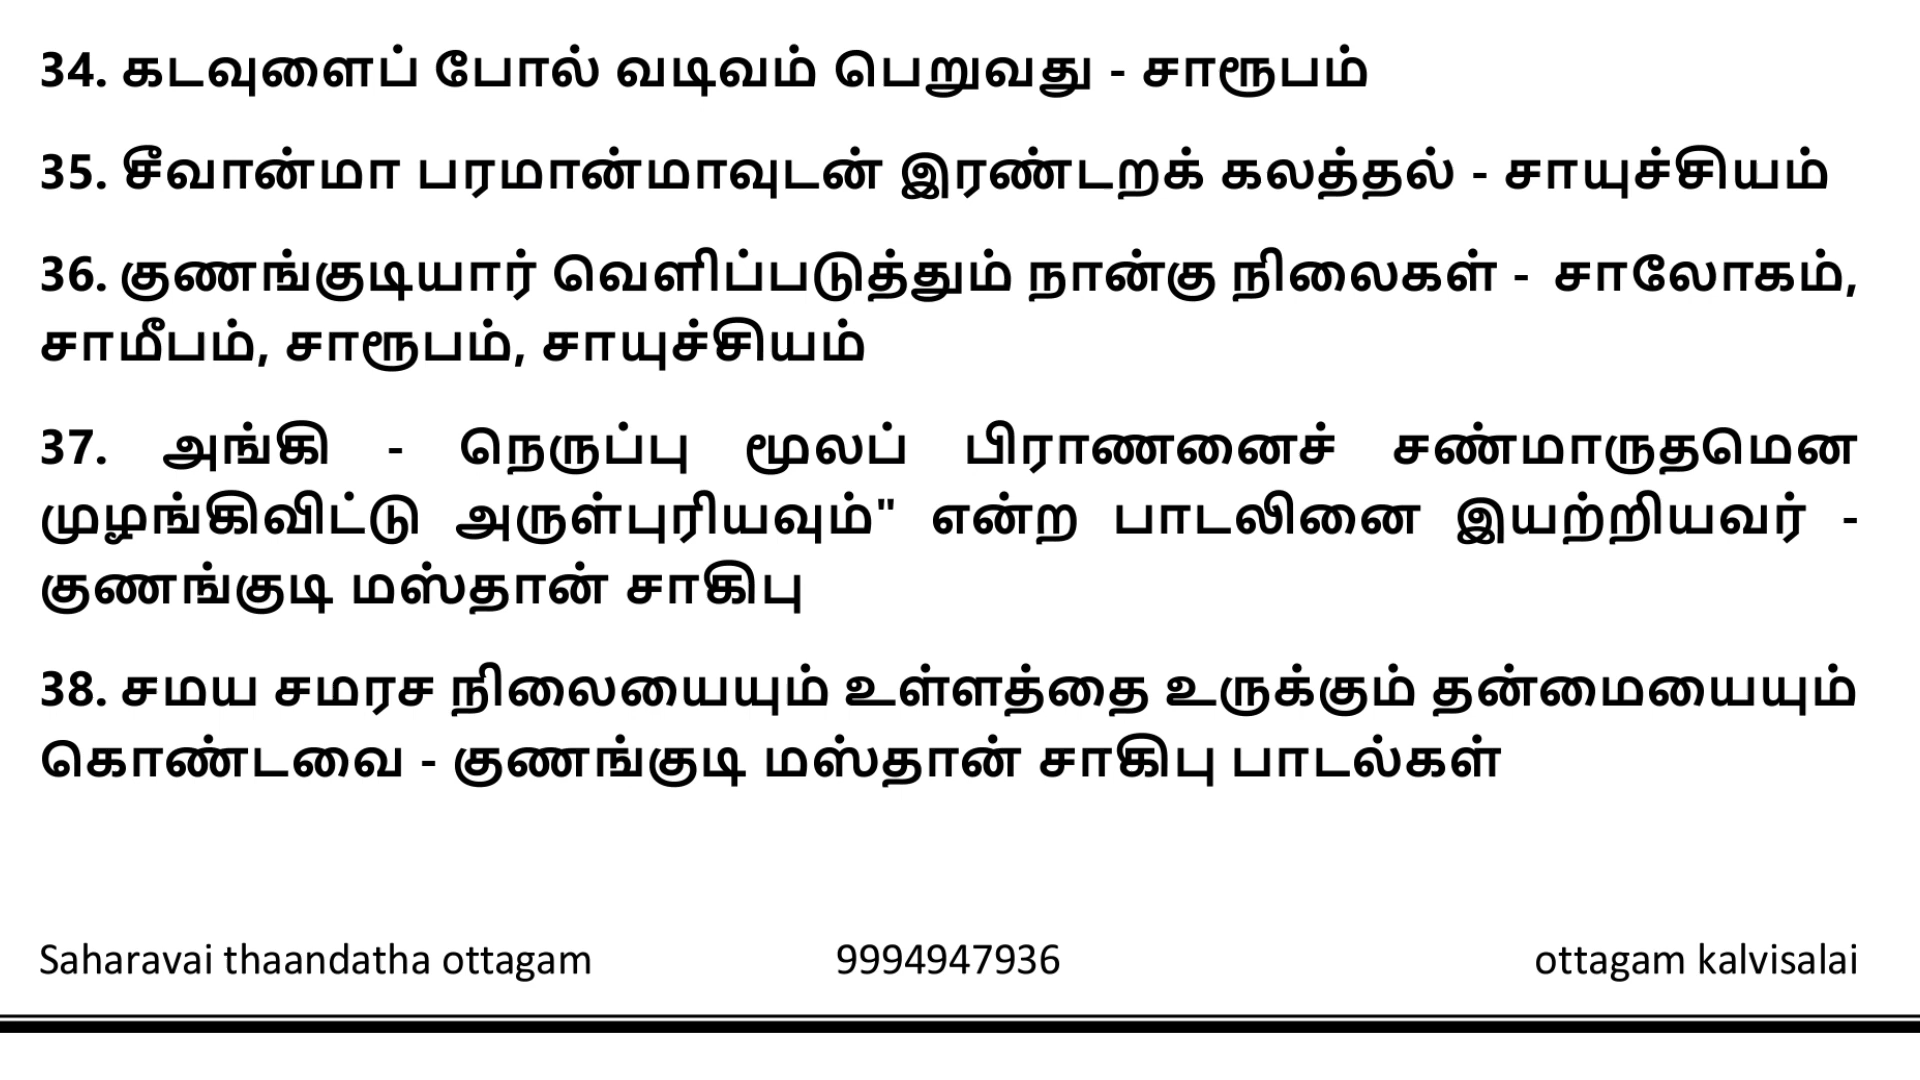 34. கடவுளைப் போல் வடிவம் பெறுவது - சாரூபம்
35. சீவான்மா பரமான்மாவுடன் இரண்டறக் கலத்தல் - சாயுச்சியம்
36. குணங்குடியார் வெளிப்படுத்தும் நான்கு நிலைகள் - சாலோகம்,
சாமீபம், சாரூபம், சாயுச்சியம்
37. அங்கி - நெருப்பு மூலப் பிராணனைச் சண்மாருதமென
முழங்கிவிட்டு அருள்புரியவும்" என்ற பாடலினை இயற்றியவர் -
குணங்குடி மஸ்தான் சாகிபு
38. சமய சமரச நிலையையும் உள்ளத்தை உருக்கும் தன்மையையும்
கொண்டவை - குணங்குடி மஸ்தான் சாகிபு பாடல்கள்
Saharavai thaandatha ottagam 9994947936 ottagam kalvisalai